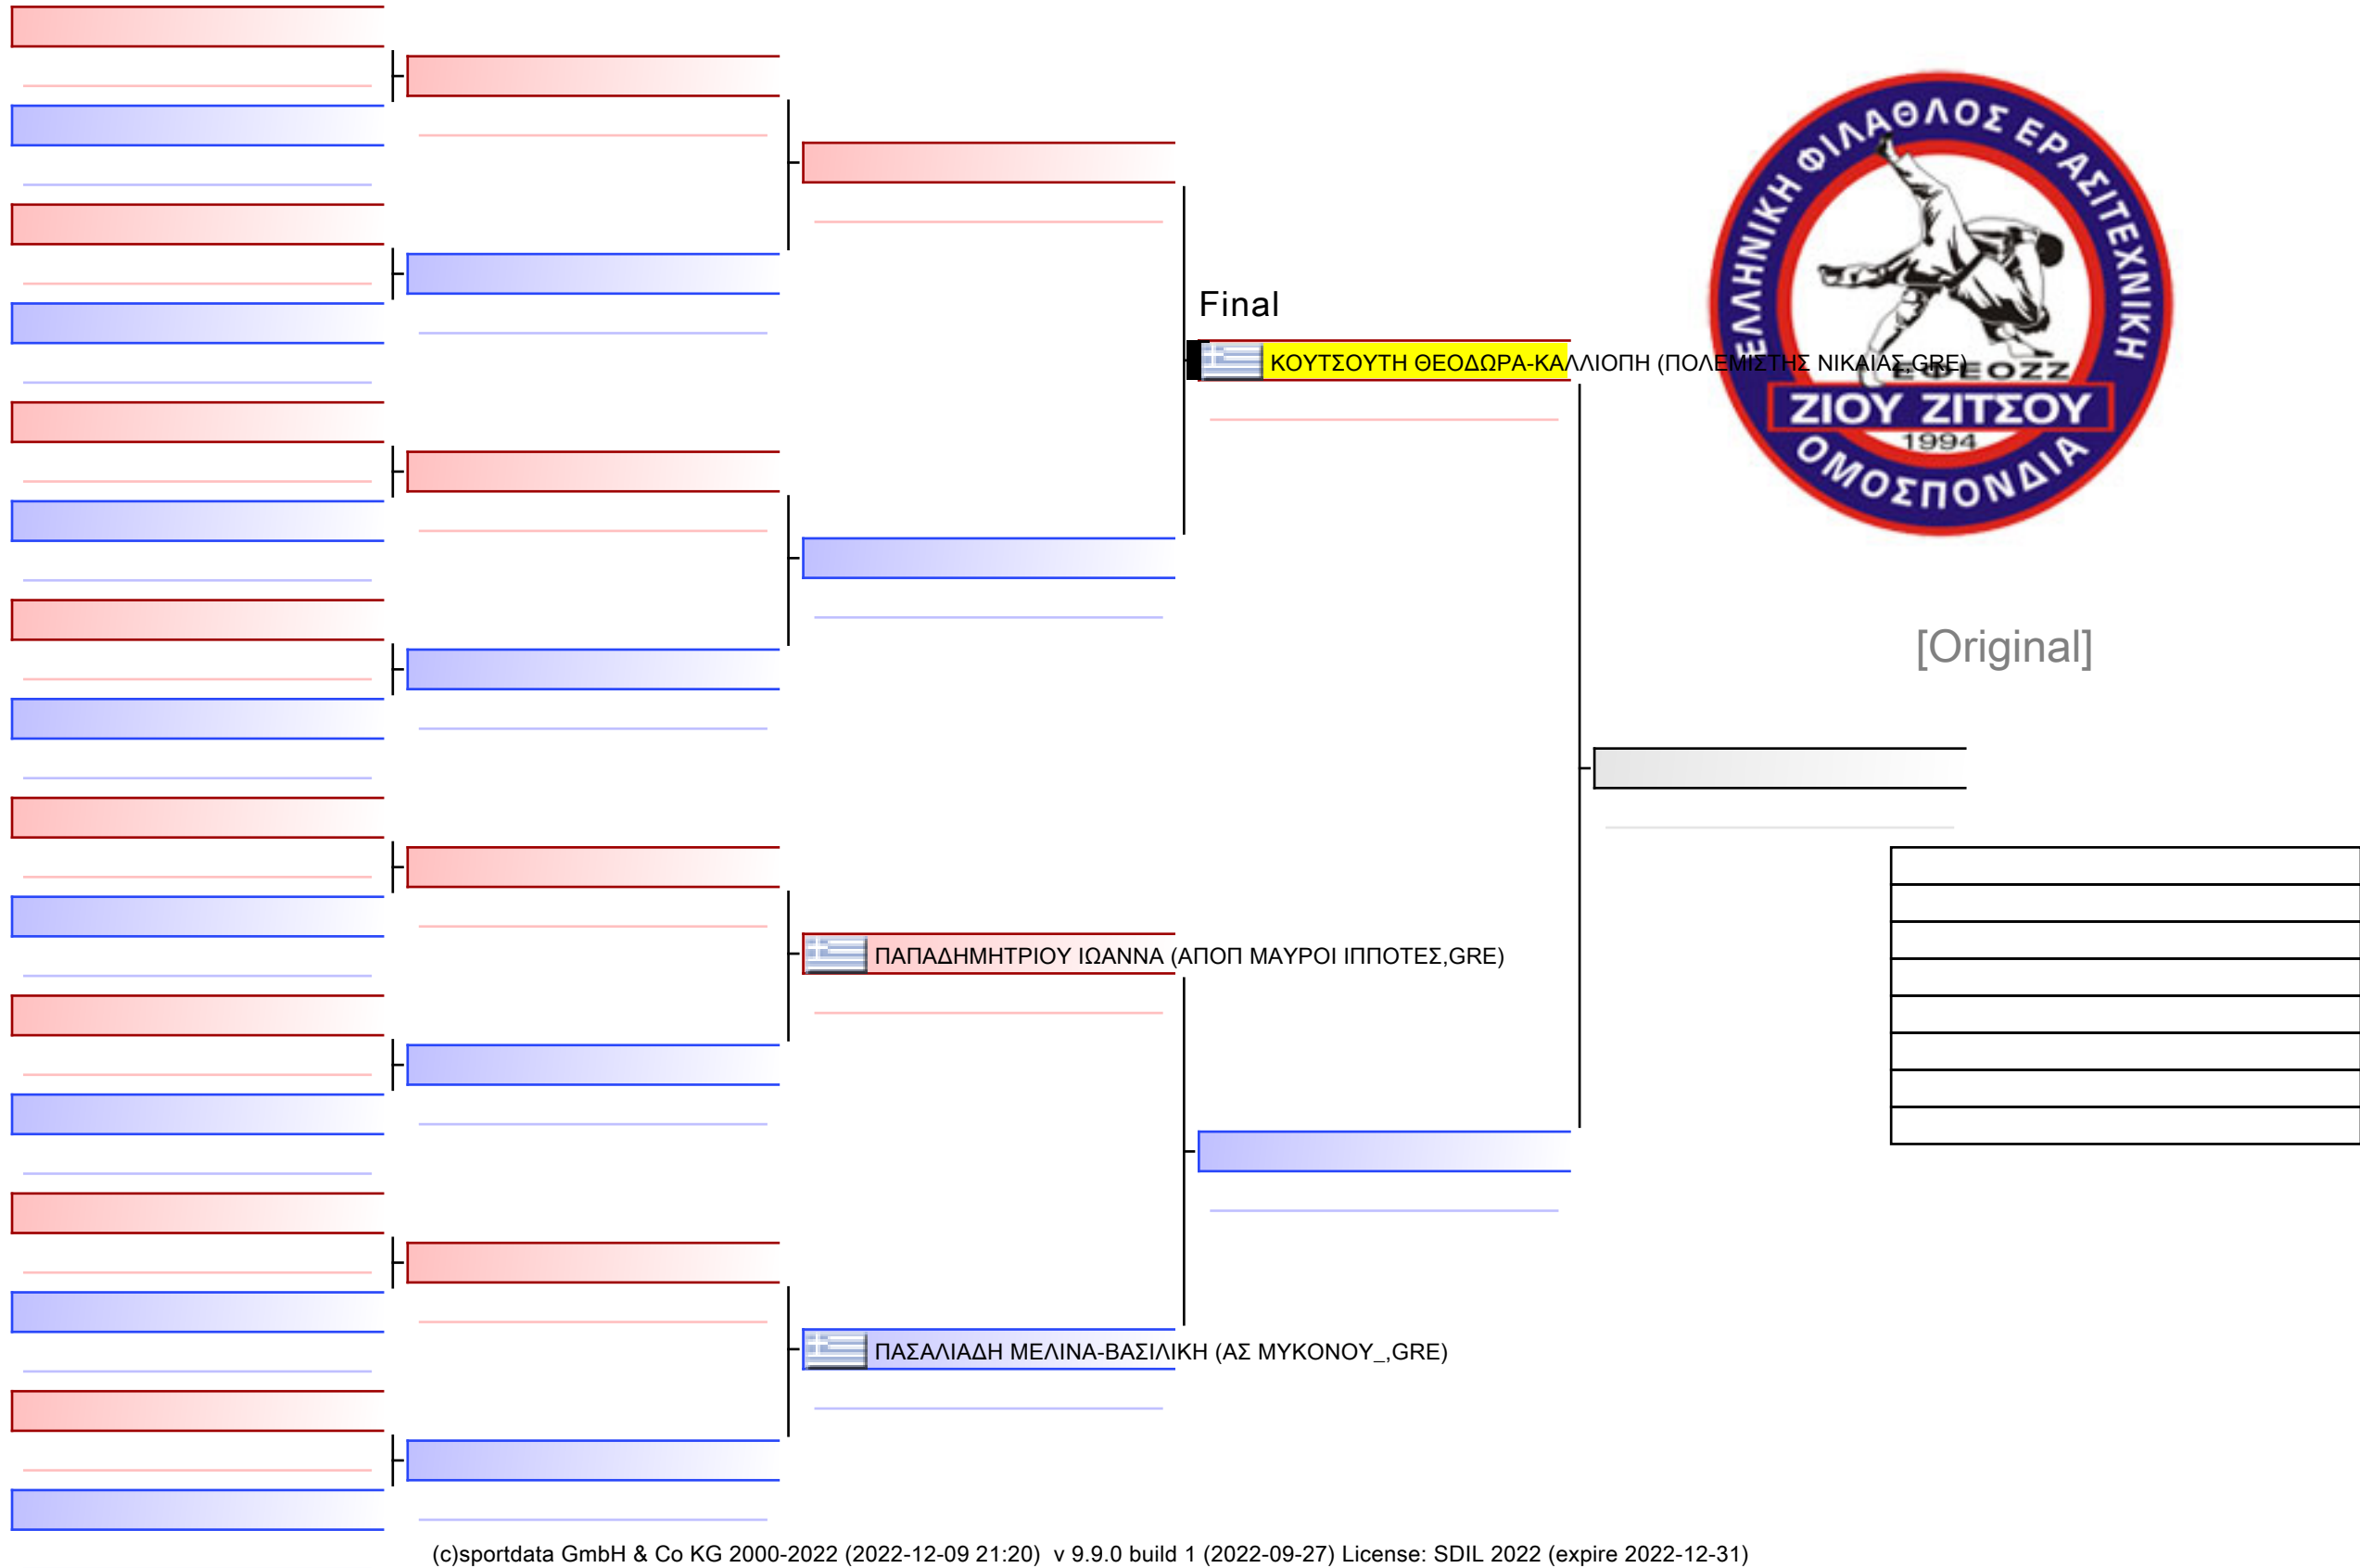 ΕΛΛΗΝΙΚΗ ΦΙΛΑΘΛΟΣ ΕΡΑΣΙΤΕΧΝΙΚΗ
Final
ΚΟΥΤΣΟΥΤΗ ΘΕΟΔΩΡΑ-ΚΑΛΛΙΟΠΗ (ΠΟΛΕΜΙΣΤΗΣ ΝΙΚΑΙΑΣ,GRE)
ΕΦΕΟΖΖ
ΖΙΟΥ ΖΙΤΣΟΥ
1994
ΟΜΟΣΠΟΝΔΙΑ
[Original]
ΠΑΠΑΔΗΜΗΤΡΙΟΥ ΙΩΑΝΝΑ (ΑΠΟΠ ΜΑΥΡΟΙ ΙΠΠΟΤΕΣ,GRE)
ΠΑΣΑΛΙΑΔΗ ΜΕΛΙΝΑ-ΒΑΣΙΛΙΚΗ (ΑΣ ΜΥΚΟΝΟΥ_,GRE)
(c)sportdata GmbH & Co KG 2000-2022 (2022-12-09 21:20) v 9.9.0 build 1 (2022-09-27) License: SDIL 2022 (expire 2022-12-31)